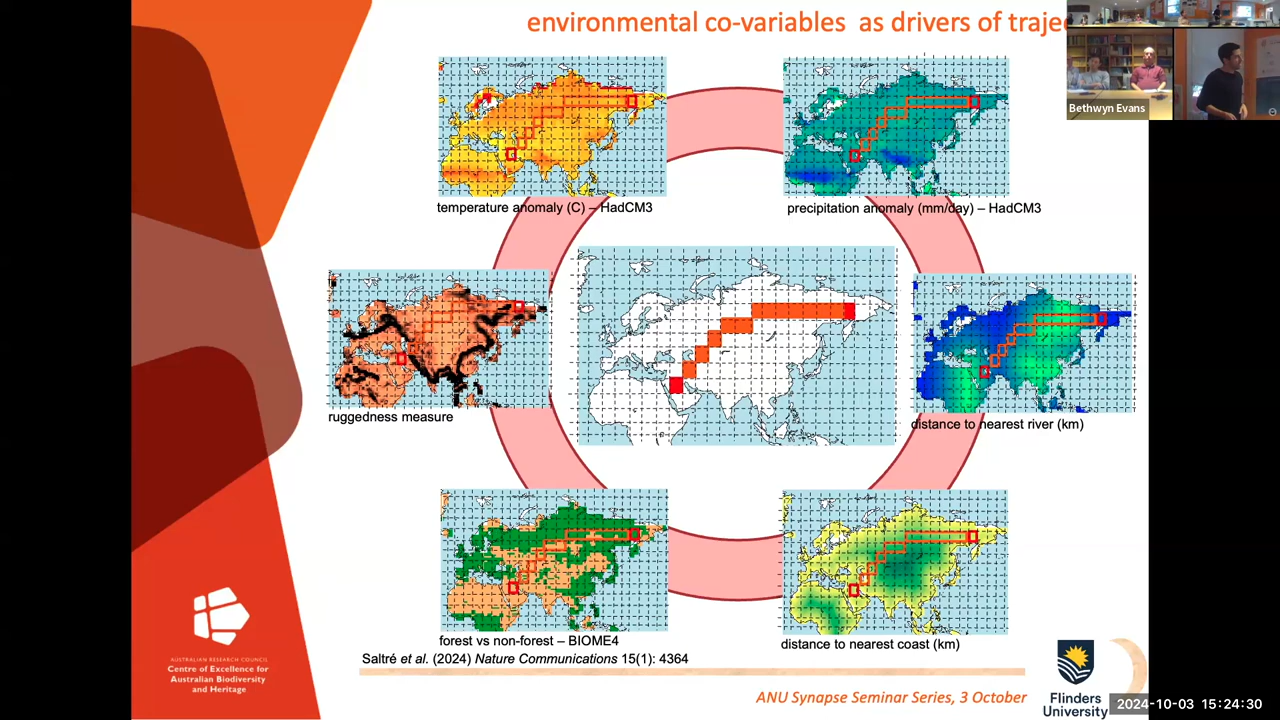 environmental co-variables as drivers of traje
Bethwyn Evans
temperature anomaly (C) – HadCM3
precipitation anomaly (mm/day) – HadCM3
ruggedness measure
distance to nearest river (km)
forest vs non-forest – BIOME4
distance to nearest coast (km)
Saltré et al. (2024) Nature Communications 15(1): 4364
AUSTRALIAN RESEARCH COUNCIL
Centre of Excellence for
Australian Biodiversity
and Heritage
ANU Synapse Seminar Series, 3 October
Flinders
University
2024-10-03 15:24:30